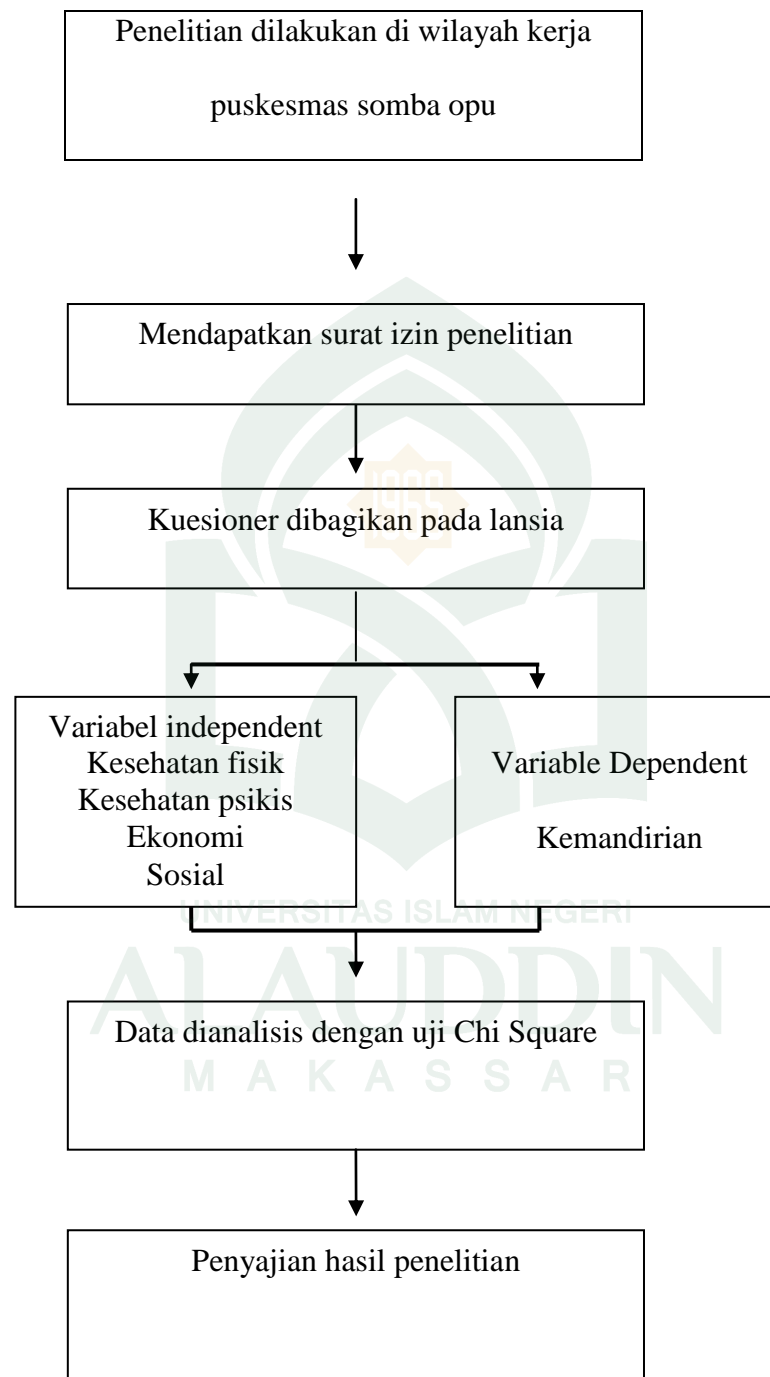 Penelitian dilakukan di wilayah kerja
puskesmas somba opu
Mendapatkan surat izin penelitian
1965
Kuesioner dibagikan pada lansia
Variabel independent
Kesehatan fisik
Kesehatan psikis
Ekonomi
Sosial
Variable Dependent
Kemandirian
UNIVERSITAS ISLAM NEGERI
ALAUDDIN
Data dianalisis dengan uji Chi Square
MAKASSAR
Penyajian hasil penelitian